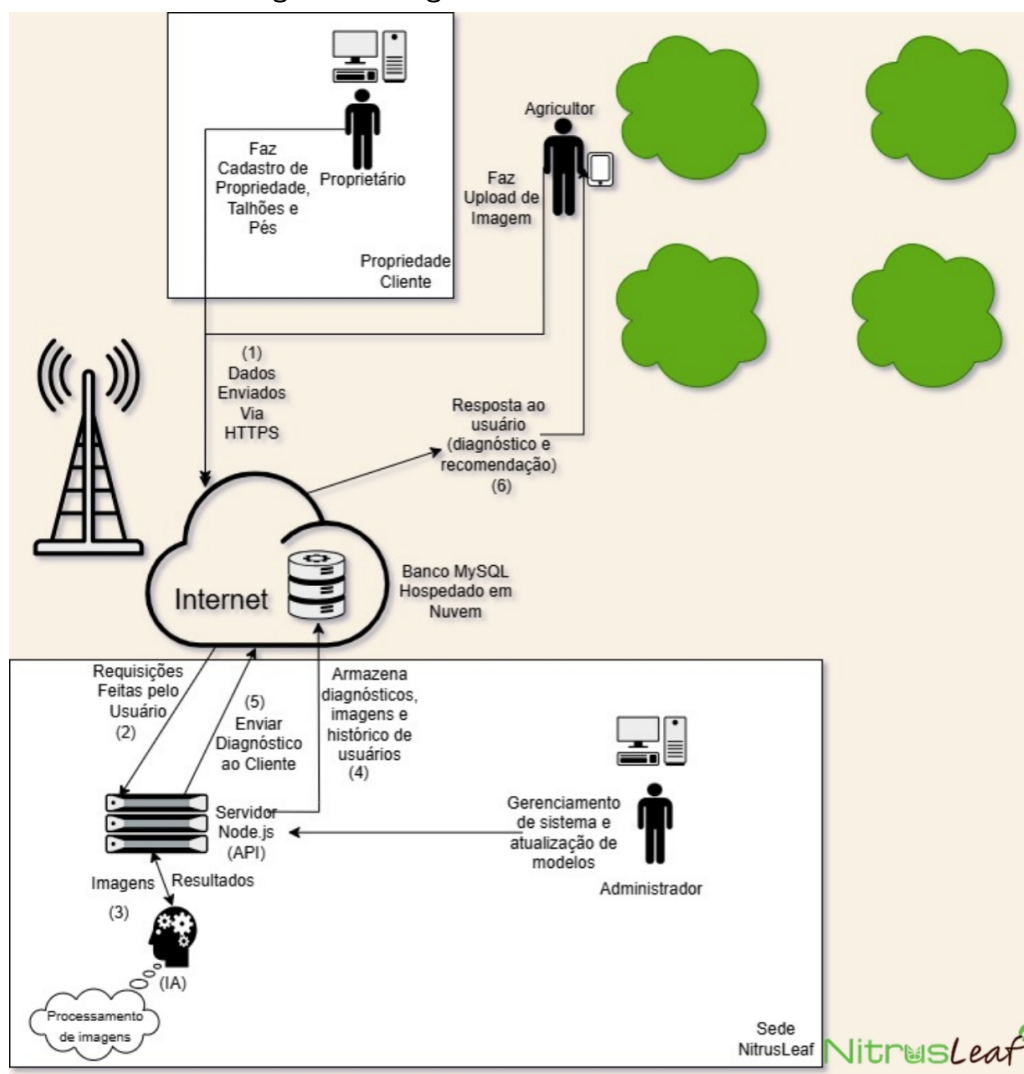 Agricultor
Faz
Cadastro de
Propriedade,
Talhões e
Pés
Proprietário
Faz
Upload de
Imagem
Propriedade
Cliente
(1)
Dados
Enviados
Via
HTTPS
Resposta ao
usuário
(diagnóstico e
recomendação)
(6)
Internet
Banco MySQL
Hospedado em
Nuvem
Requisições
Feitas pelo
Usuário
(2)
(5)
Enviar
Diagnóstico
ao Cliente
Armazena
diagnósticos,
imagens e
histórico de
usuários
(4)
Servidor
Node.js
(API)
Gerenciamento
de sistema e
atualização de
modelos
Administrador
Imagens
Resultados
(3)
(IA)
Processamento
de imagens
Sede
NitrusLeaf
NitrusLeaf